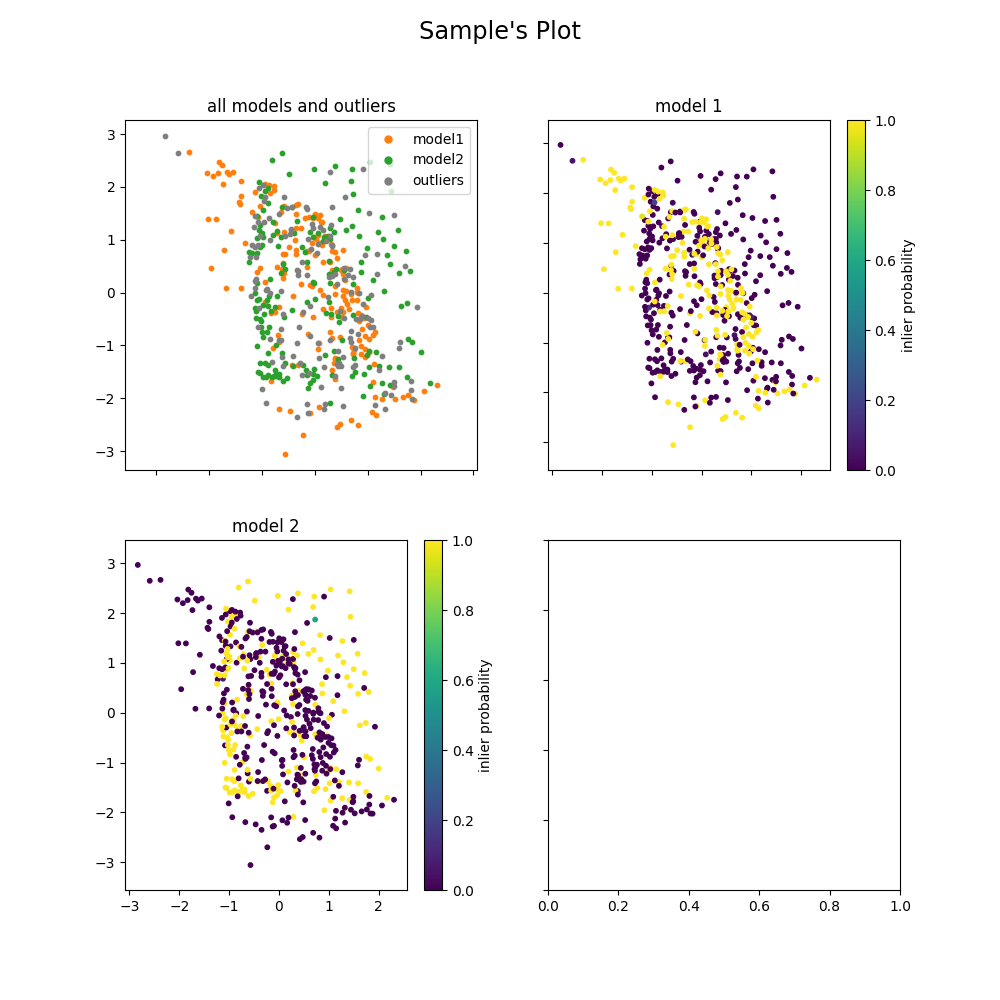 Sample's Plot
all models and outliers
model1
model2
outliers
3
2
1
0
−1
−2
−3
model 1
1.0
0.8
0.6
0.4
0.2
0.0
inlier probability
model 2
3
2
1
0
−1
−2
−3
−3 −2 −1 0 1 2
1.0
0.8
0.6
0.4
0.2
0.0
inlier probability
0.0 0.2 0.4 0.6 0.8 1.0